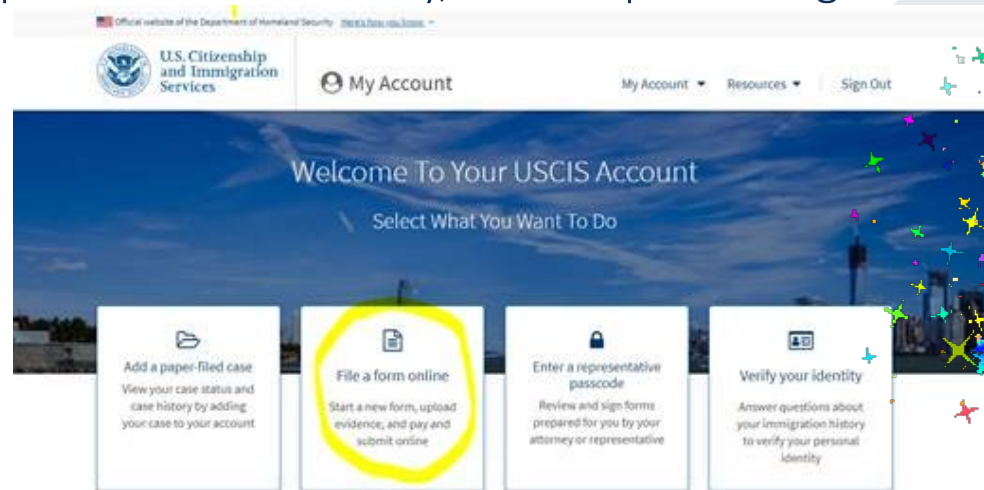 Official website of the Department of Homeland Security Here's how you know
U.S. Citizenship
and Immigration
Services
My Account
My Account
Resources
Sign Out
Welcome To Your USCIS Account
Select What You Want To Do
Add a paper-filed case
View your case status and
case history by adding
your case to your account
File a form online
Start a new form, upload
evidence, and pay and
submit online
Enter a representative
passcode
Review and sign forms
prepared for you by your
attorney or representative
Verify your identity
Answer questions about
your immigration history
to verify your personal
identity